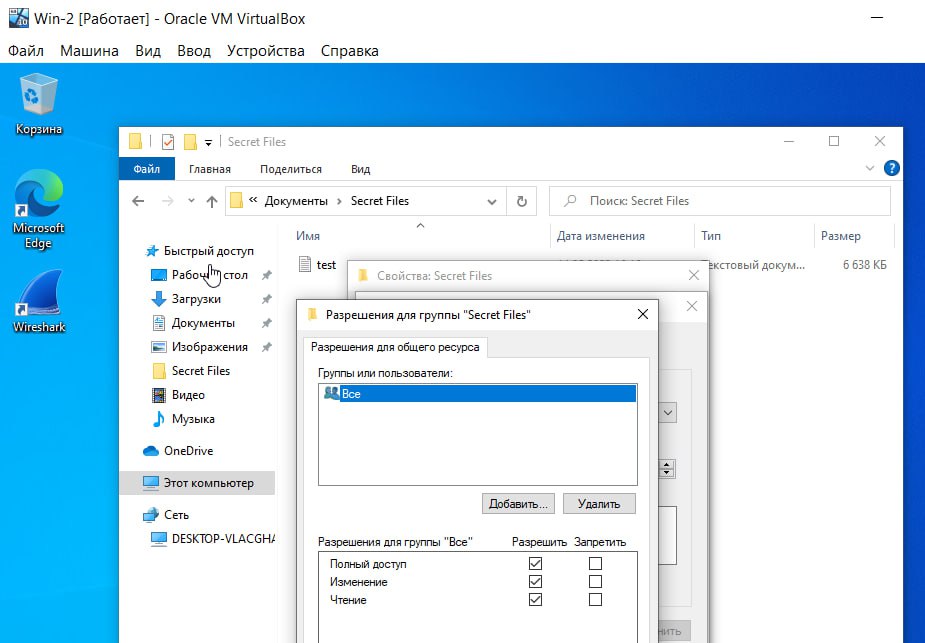 Win-2 [Работает] - Oracle VM VirtualBox
Файл Машина Вид Ввод Устройства Справка
Корзина
Microsoft
Edge
Wireshark
Secret Files
Файл Главная Поделиться Вид
« Документы › Secret Files
Поиск: Secret Files
Имя Дата изменения Тип Размер
test Текстовый докум... 6 638 КБ
Быстрый доступ
Рабочий стол
Загрузки
Документы
Изображения
Secret Files
Видео
Музыка
OneDrive
Этот компьютер
Сеть
Свойства: Secret Files
Разрешения для группы "Secret Files"
Разрешения для общего ресурса
Группы или пользователи:
Все
Добавить... Удалить
Разрешения для группы "Все" Разрешить Запретить
Полный доступ
Изменение
Чтение